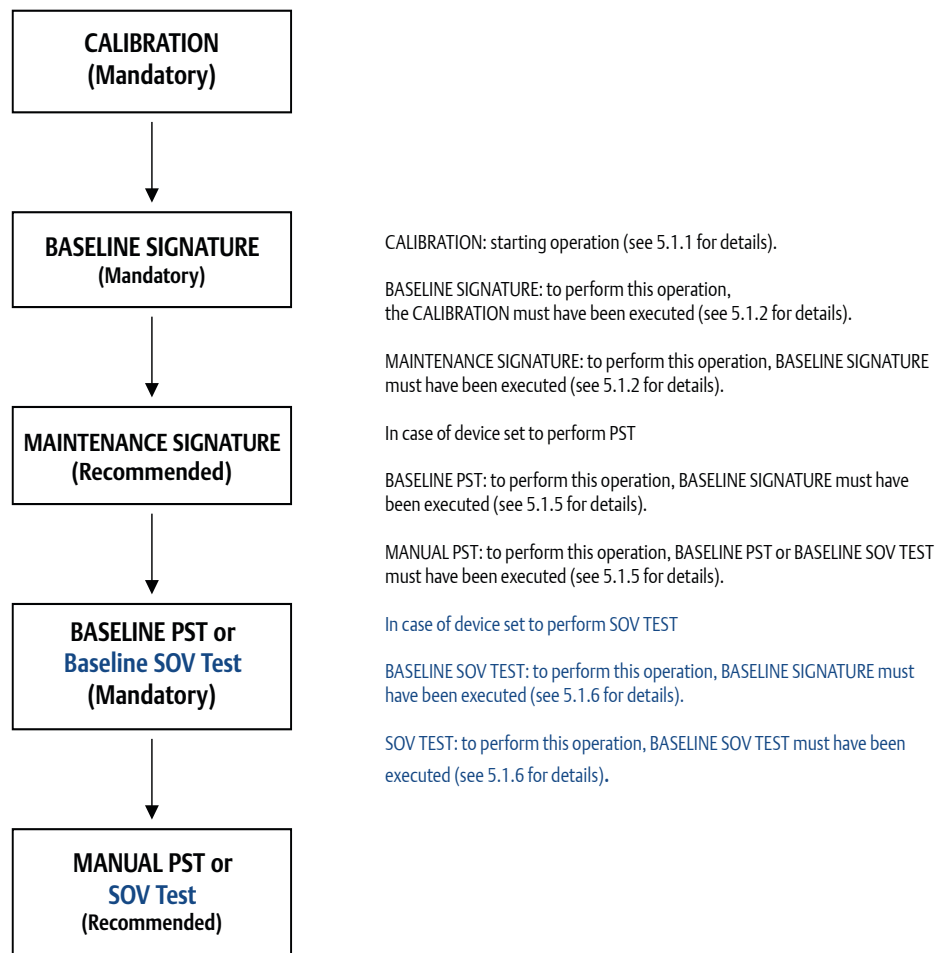 CALIBRATION
(Mandatory)
BASELINE SIGNATURE
(Mandatory)
MAINTENANCE SIGNATURE
(Recommended)
BASELINE PST or
Baseline SOV Test
(Mandatory)
MANUAL PST or
SOV Test
(Recommended)
CALIBRATION: starting operation (see 5.1.1 for details).
BASELINE SIGNATURE: to perform this operation,
the CALIBRATION must have been executed (see 5.1.2 for details).
MAINTENANCE SIGNATURE: to perform this operation, BASELINE SIGNATURE
must have been executed (see 5.1.2 for details).
In case of device set to perform PST
BASELINE PST: to perform this operation, BASELINE SIGNATURE must have
been executed (see 5.1.5 for details).
MANUAL PST: to perform this operation, BASELINE PST or BASELINE SOV TEST
must have been executed (see 5.1.5 for details).
In case of device set to perform SOV TEST
BASELINE SOV TEST: to perform this operation, BASELINE SIGNATURE must
have been executed (see 5.1.6 for details).
SOV TEST: to perform this operation, BASELINE SOV TEST must have been
executed (see 5.1.6 for details).